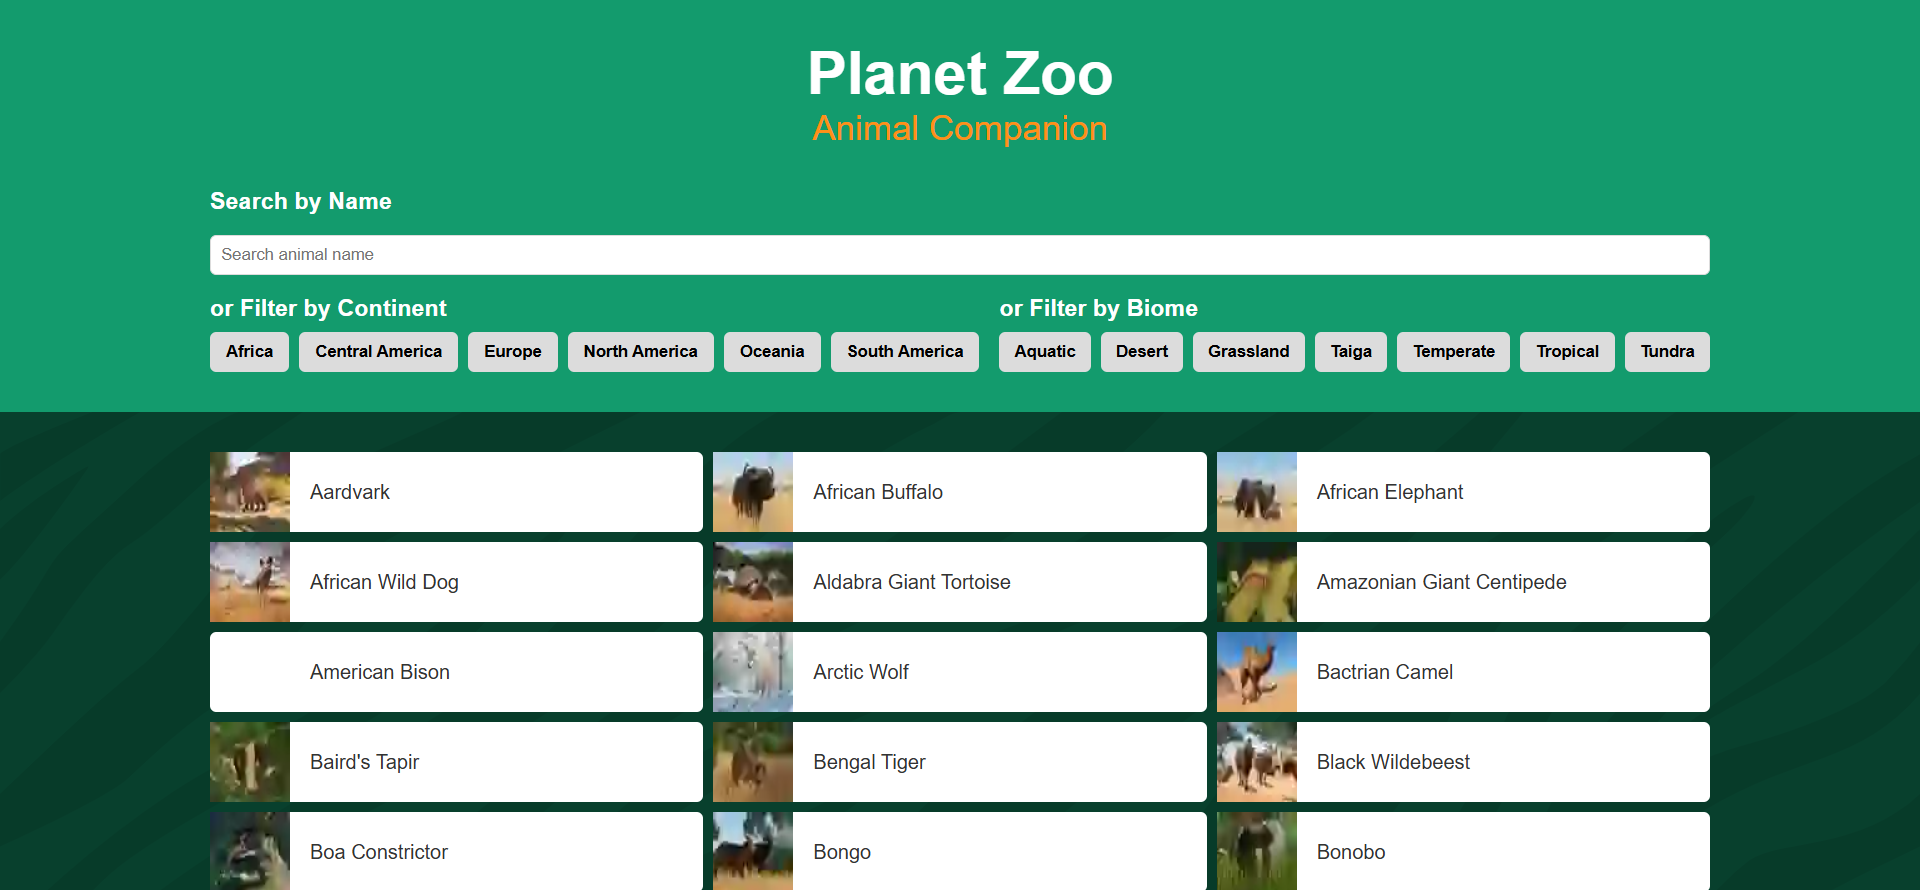 Planet Zoo
Animal Companion
Search by Name
Search animal name
or Filter by Continent
or Filter by Biome
Africa Central America Europe North America Oceania South America
Aquatic Desert Grassland Taiga Temperate Tropical Tundra
Aardvark
African Buffalo
African Elephant
African Wild Dog
Aldabra Giant Tortoise
Amazonian Giant Centipede
American Bison
Arctic Wolf
Bactrian Camel
Baird's Tapir
Bengal Tiger
Black Wildebeest
Boa Constrictor
Bongo
Bonobo